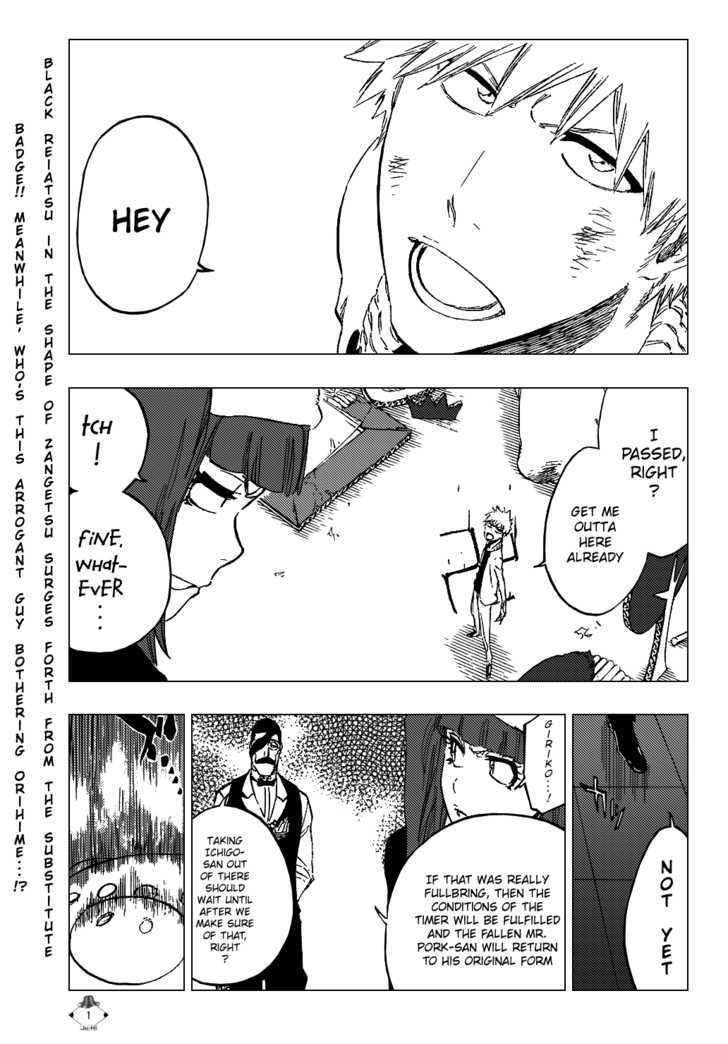 BLACK REIATSU IN THE SHAPE OF ZANGETSU SURGES FORTH FROM THE SUBSTITUTE
BADGE!! MEANWHILE, WHO'S THIS ARROGANT GUY BOTHERING ORIHIME...!?
HEY
I
PASSED,
RIGHT
?
GET ME
OUTTA
HERE
ALREADY
tCH
!
FiNE,
WHAt-
EVER
...
NOT YET
GIRIKO...!
IF THAT WAS REALLY
FULLBRING, THEN THE
CONDITIONS OF THE
TIMER WILL BE FULFILLED
AND THE FALLEN MR.
PORK-SAN WILL RETURN
TO HIS ORIGINAL FORM
TAKING
ICHIGO-
SAN OUT
OF THERE
SHOULD
WAIT UNTIL
AFTER WE
MAKE SURE
OF THAT,
RIGHT
?
1